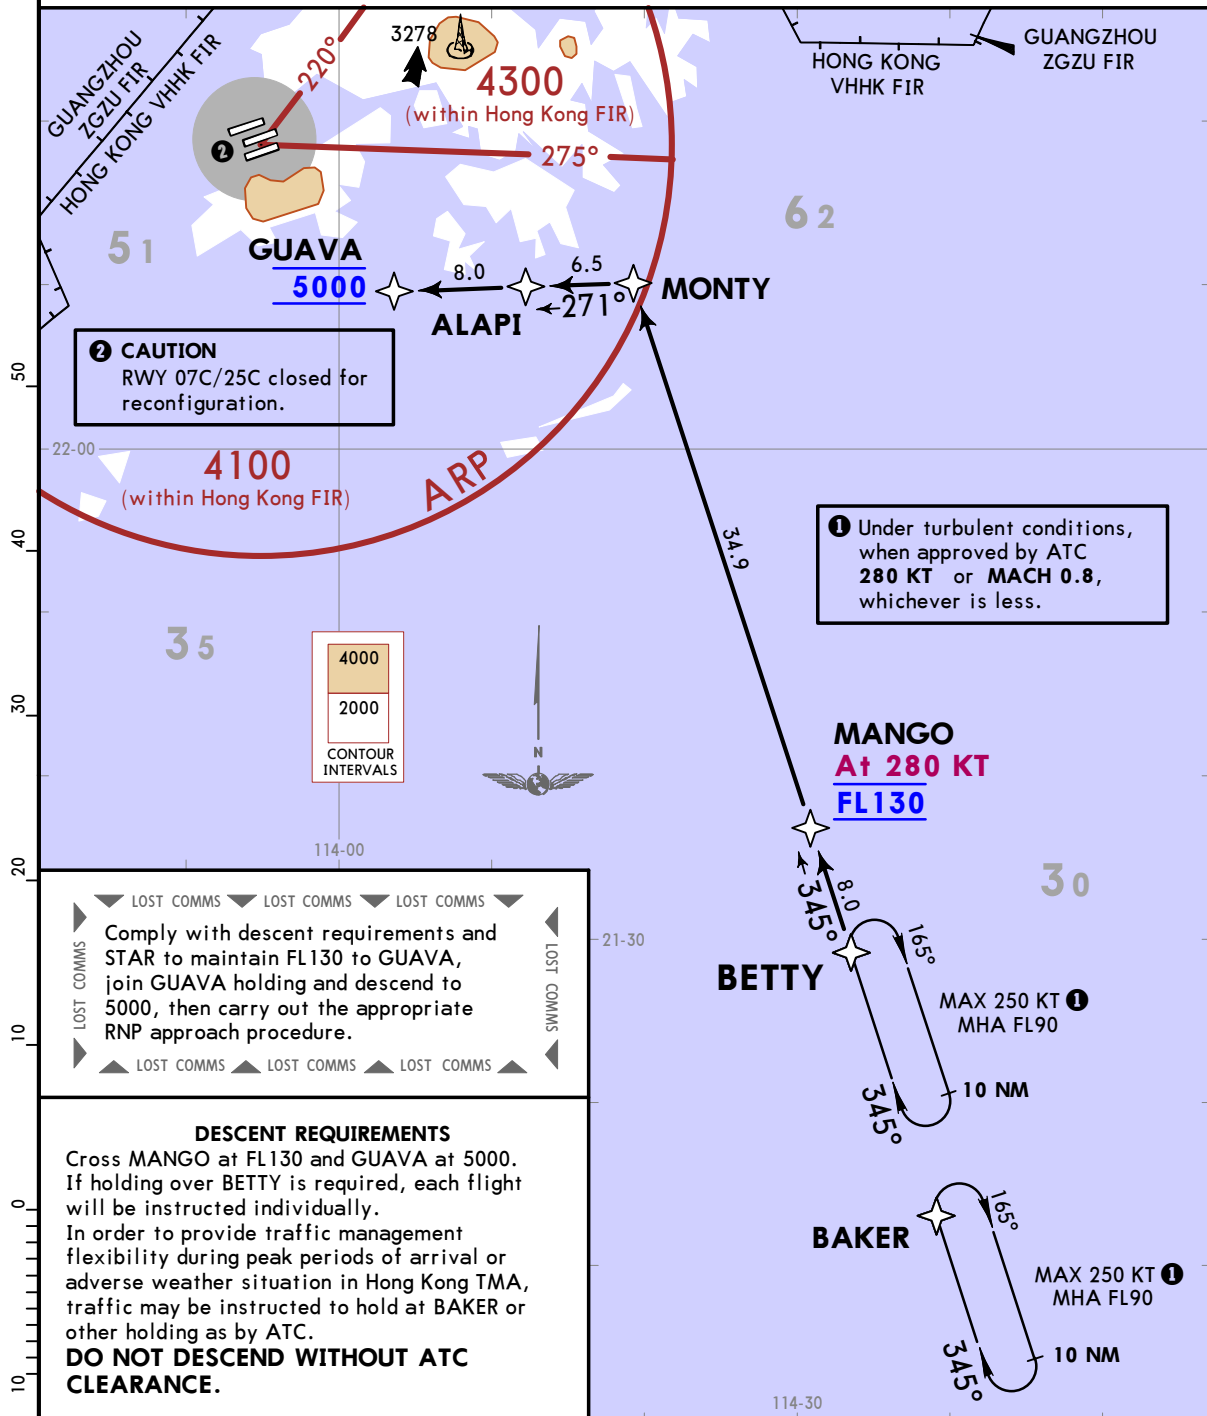 GUANGZHOU
ZGZU FIR
HONG KONG VHHK FIR
220°
3278
4300
(within Hong Kong FIR)
HONG KONG
VHHK FIR
GUANGZHOU
ZGZU FIR
2
275°
5 1
6 2
GUAVA
5000
8.0
6.5
271°
MONTY
ALAPI
2 CAUTION
RWY 07C/25C closed for
reconfiguration.
50
22-00
4100
(within Hong Kong FIR)
ARP
40
34.9
1 Under turbulent conditions,
when approved by ATC
280 KT or MACH 0.8,
whichever is less.
3 5
4000
2000
CONTOUR
INTERVALS
N
30
MANGO
At 280 KT
FL130
114-00
20
3 0
345°
8.0
LOST COMMS LOST COMMS LOST COMMS
LOST COMMS
LOST COMMS
Comply with descent requirements and
STAR to maintain FL130 to GUAVA,
join GUAVA holding and descend to
5000, then carry out the appropriate
RNP approach procedure.
LOST COMMS LOST COMMS LOST COMMS
21-30
165°
BETTY
MAX 250 KT 1
MHA FL90
10
10 NM
345°
DESCENT REQUIREMENTS
Cross MANGO at FL130 and GUAVA at 5000.
If holding over BETTY is required, each flight
will be instructed individually.
In order to provide traffic management
flexibility during peak periods of arrival or
adverse weather situation in Hong Kong TMA,
traffic may be instructed to hold at BAKER or
other holding as by ATC.
DO NOT DESCEND WITHOUT ATC
CLEARANCE.
0
165°
BAKER
MAX 250 KT 1
MHA FL90
10 NM
345°
10
114-30